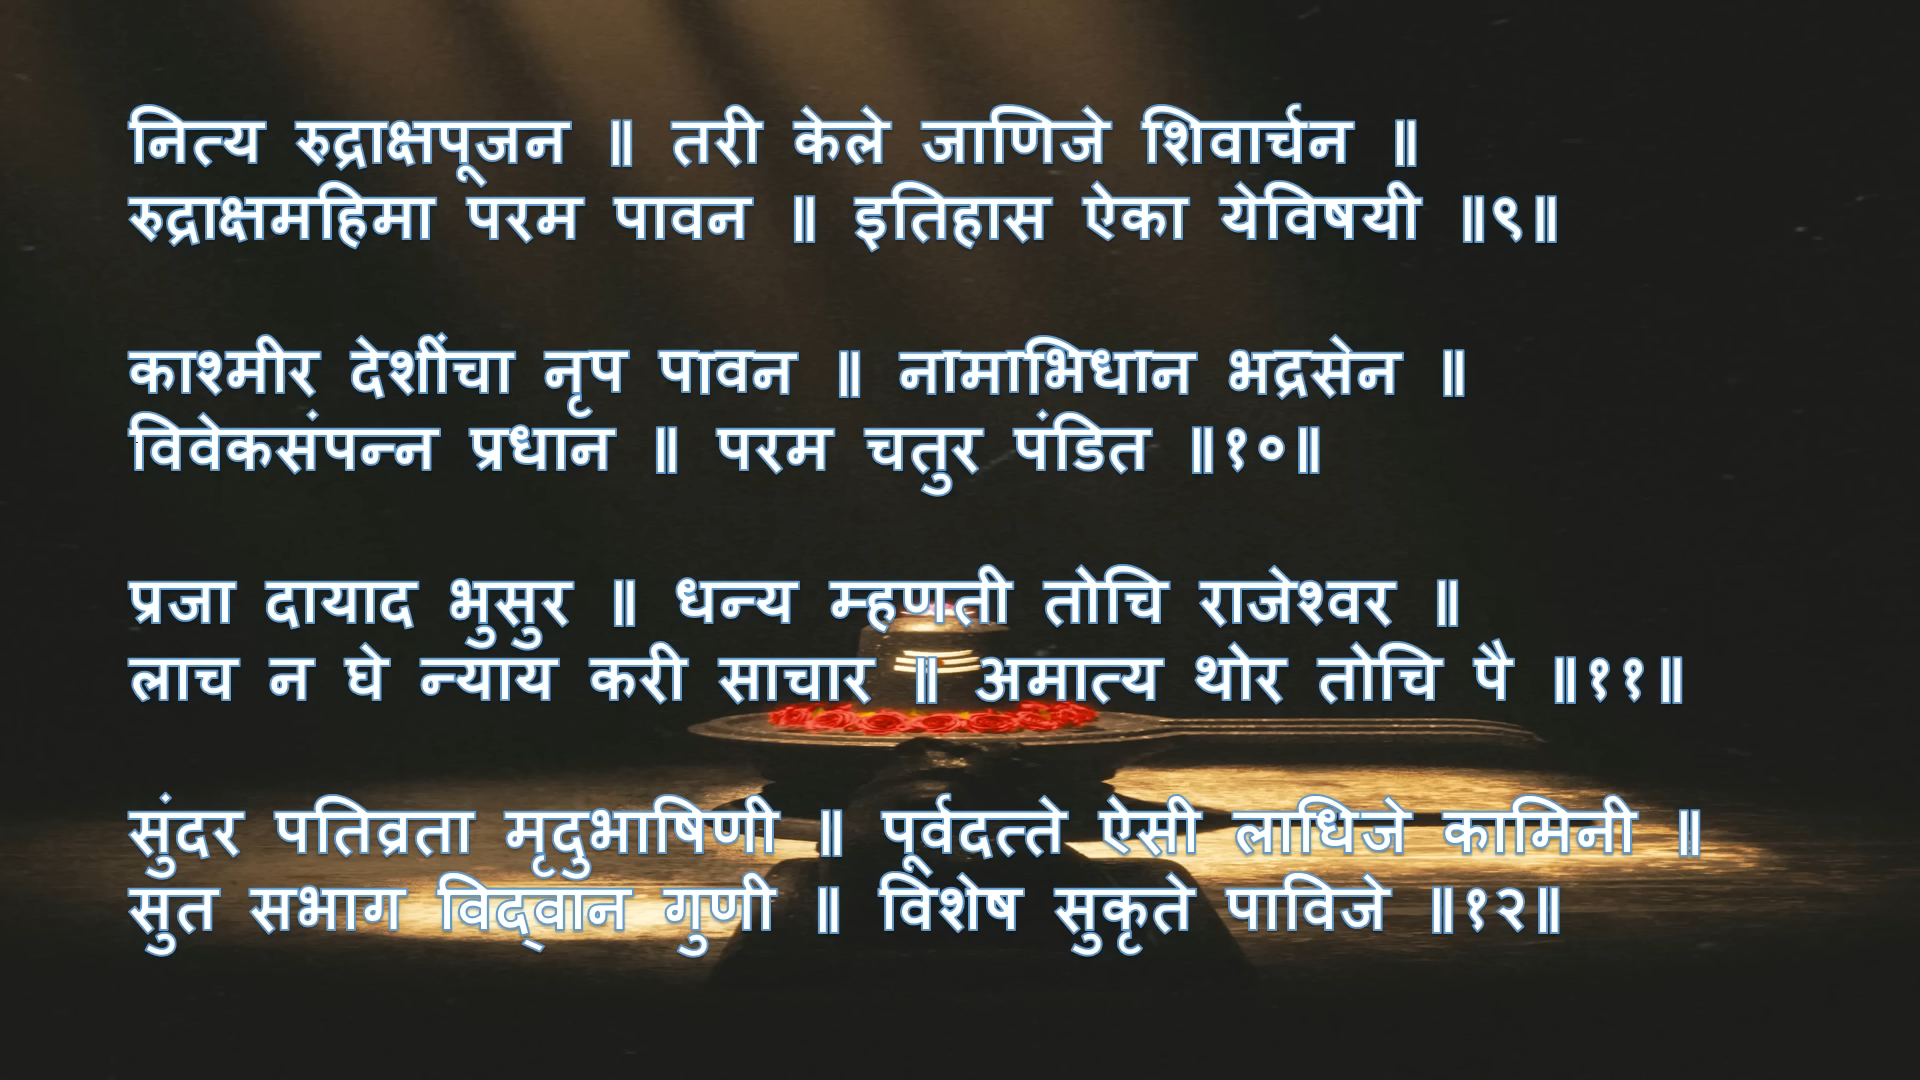 नित्य रुद्राक्षपूजन ॥ तरी केले जाणिजे शिवार्चन ॥
रुद्राक्षमहिमा परम पावन ॥ इतिहास ऐका येविषयी ॥९॥
काश्मीर देशींचा नृप पावन ॥ नामाभिधान भद्रसेन ॥
विवेकसंपन्न प्रधान ॥ परम चतुर पंडित ॥१०॥
प्रजा दायाद भुसुर ॥ धन्य म्हणती तोचि राजेश्वर ॥
लाच न घे न्याय करी साचार ॥ अमात्य थोर तोचि पै ॥११॥
सुंदर पतिव्रता मृदुभाषिणी ॥ पूर्वदत्ते ऐसी लाधिजे कामिनी ॥
सुत सभाग विद्‌वान गुणी ॥ विशेष सुकृते पाविजे ॥१२॥